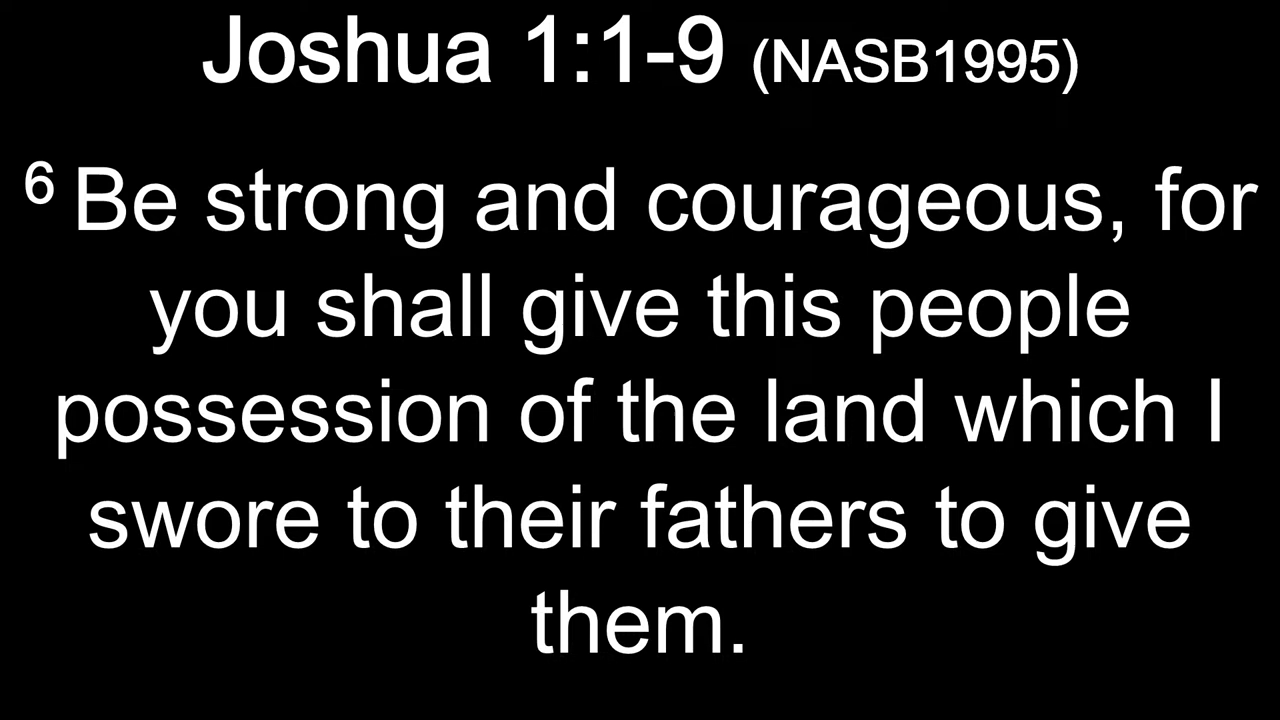 Joshua 1:1-9 (NASB1995)
6 Be strong and courageous, for
you shall give this people
possession of the land which I
swore to their fathers to give
them.